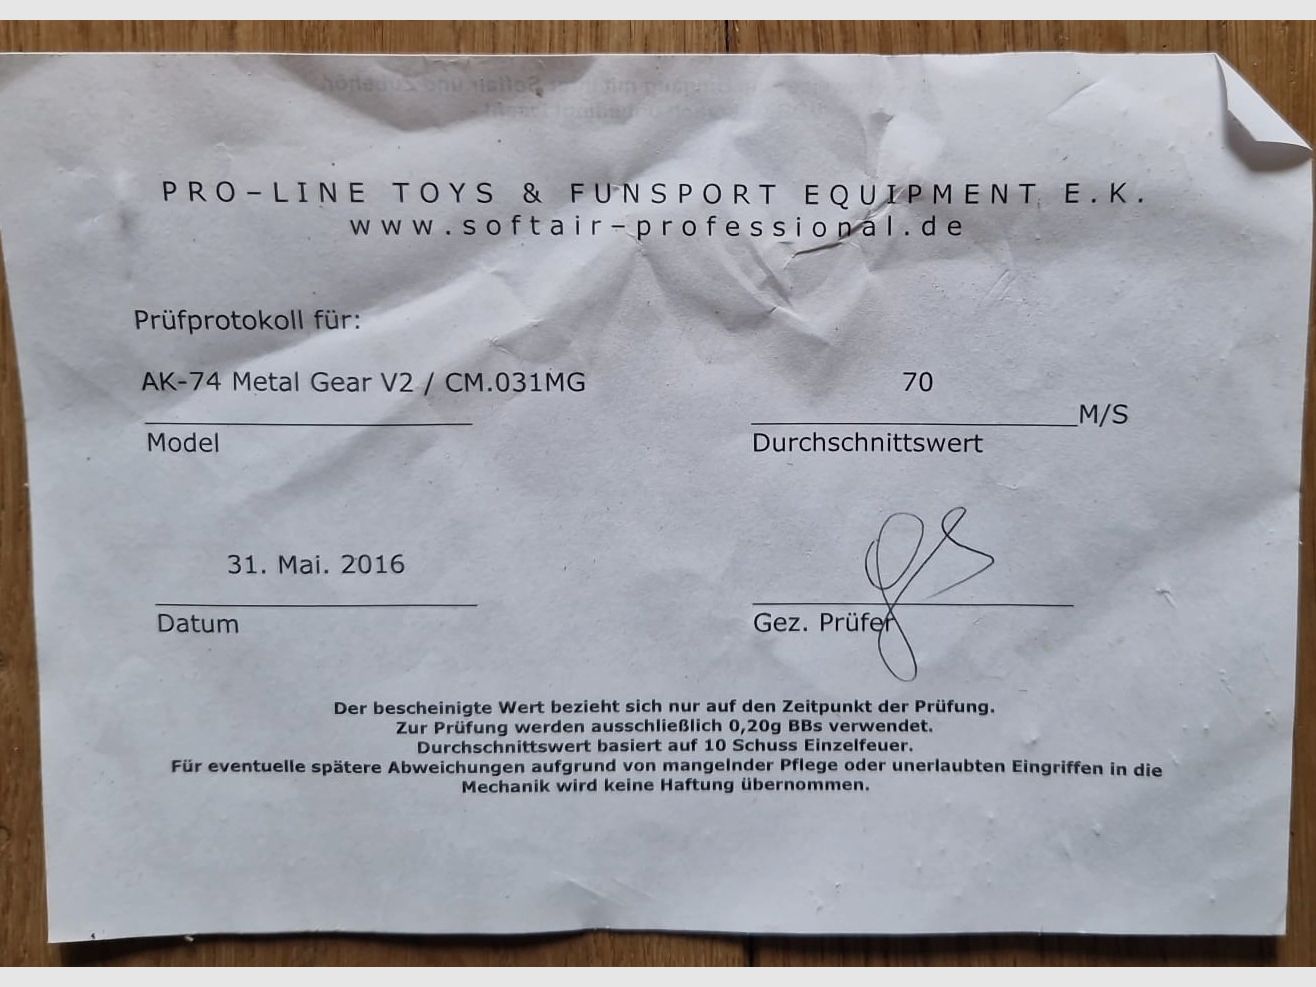 PRO-LINE TOYS & FUNSPORT EQUIPMENT E.K.
www.softair-professional.de
Prüfprotokoll für:
AK-74 Metal Gear V2 / CM.031MG
70
M/S
Model
Durchschnittswert
31. Mai. 2016
Datum
Gez. Prüfer
Der bescheinigte Wert bezieht sich nur auf den Zeitpunkt der Prüfung.
Zur Prüfung werden ausschließlich 0,20g BBs verwendet.
Durchschnittswert basiert auf 10 Schuss Einzelfeuer.
Für eventuelle spätere Abweichungen aufgrund von mangelnder Pflege oder unerlaubten Eingriffen in die
Mechanik wird keine Haftung übernommen.